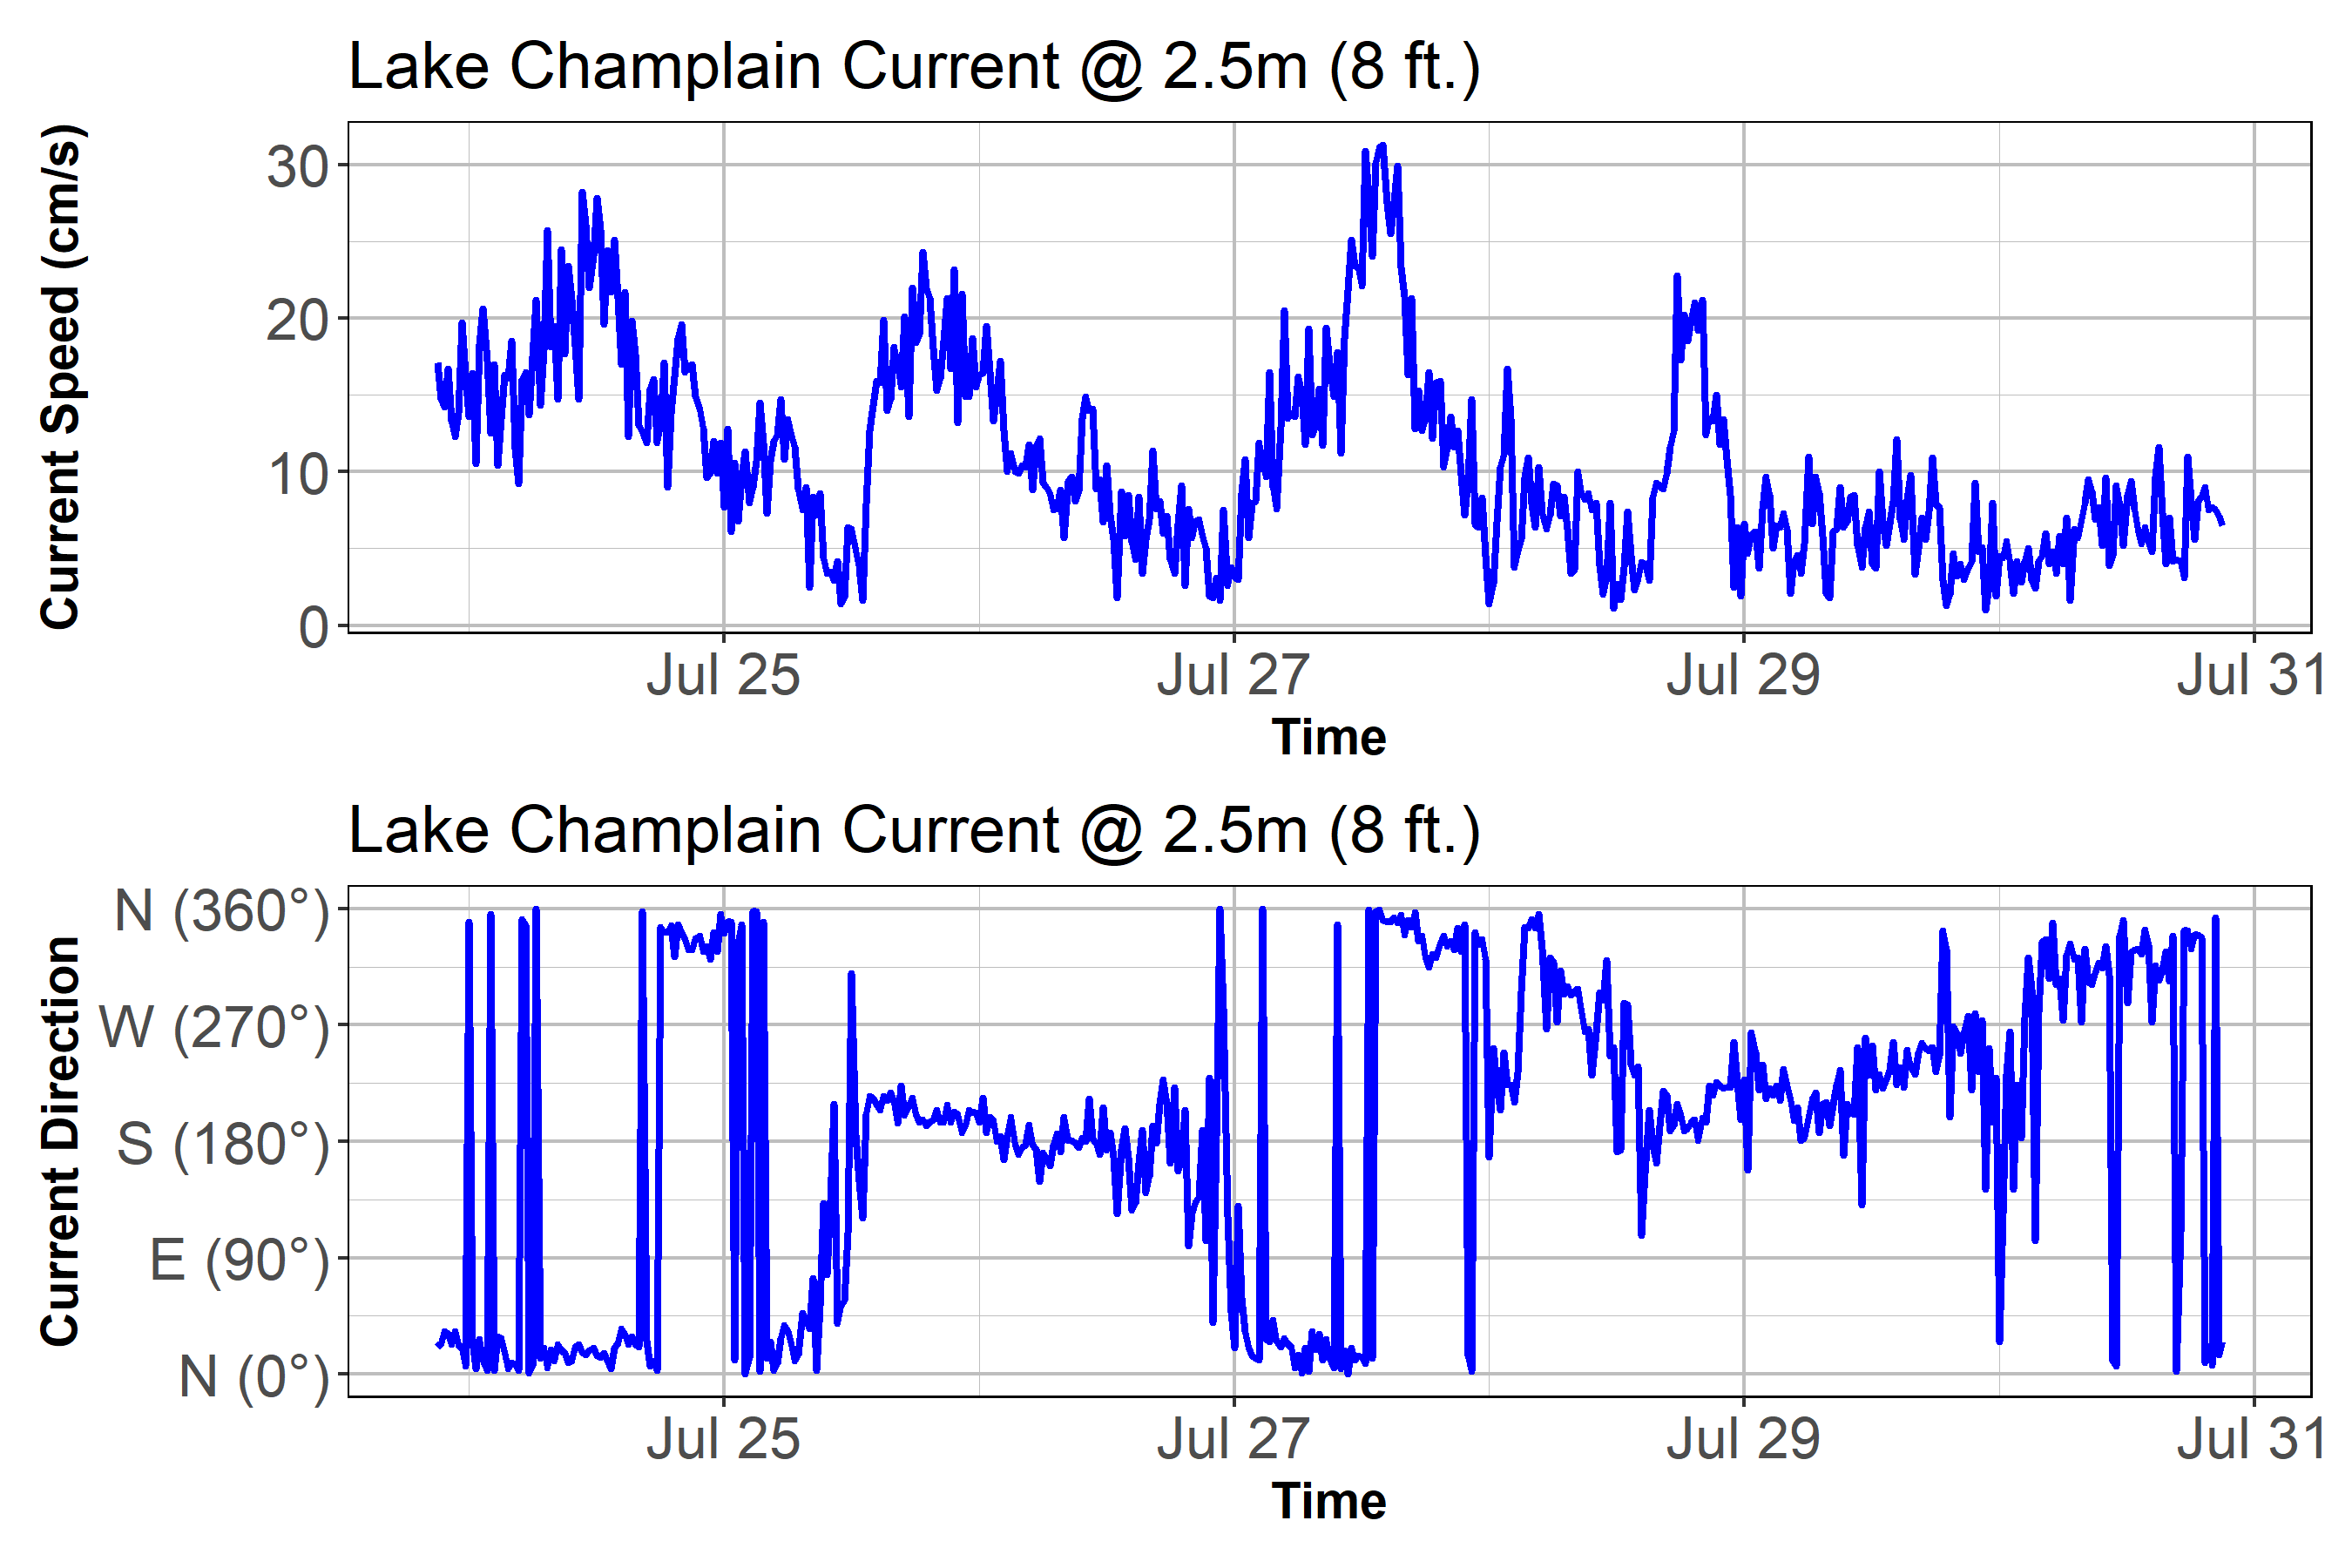 Lake Champlain Current @ 2.5m (8 ft.)
Current Speed (cm/s)
30
20
10
0
Jul 25 Jul 27 Jul 29 Jul 31
Time
Lake Champlain Current @ 2.5m (8 ft.)
Current Direction
N (360°)
W (270°)
S (180°)
E (90°)
N (0°)
Jul 25 Jul 27 Jul 29 Jul 31
Time